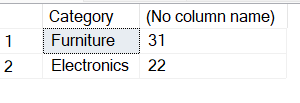 Category (No column name)
1 Furniture 31
2 Electronics 22